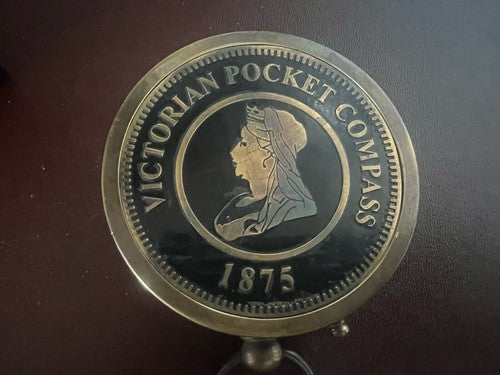 VICTORIAN POCKET COMPASS
1875